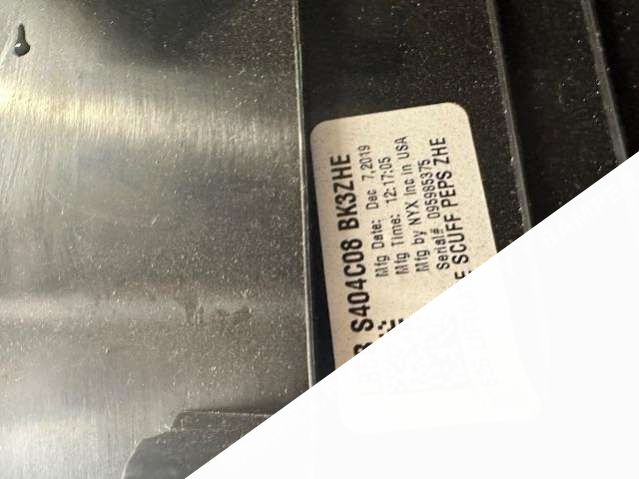 S404C08 BK3ZHE
Mfg Date: Dec 7,2019
Mfg Time: 12:17:05
Mfg by NYX Inc in USA
Serial#: 095985375
SCUFF PEPS ZHE